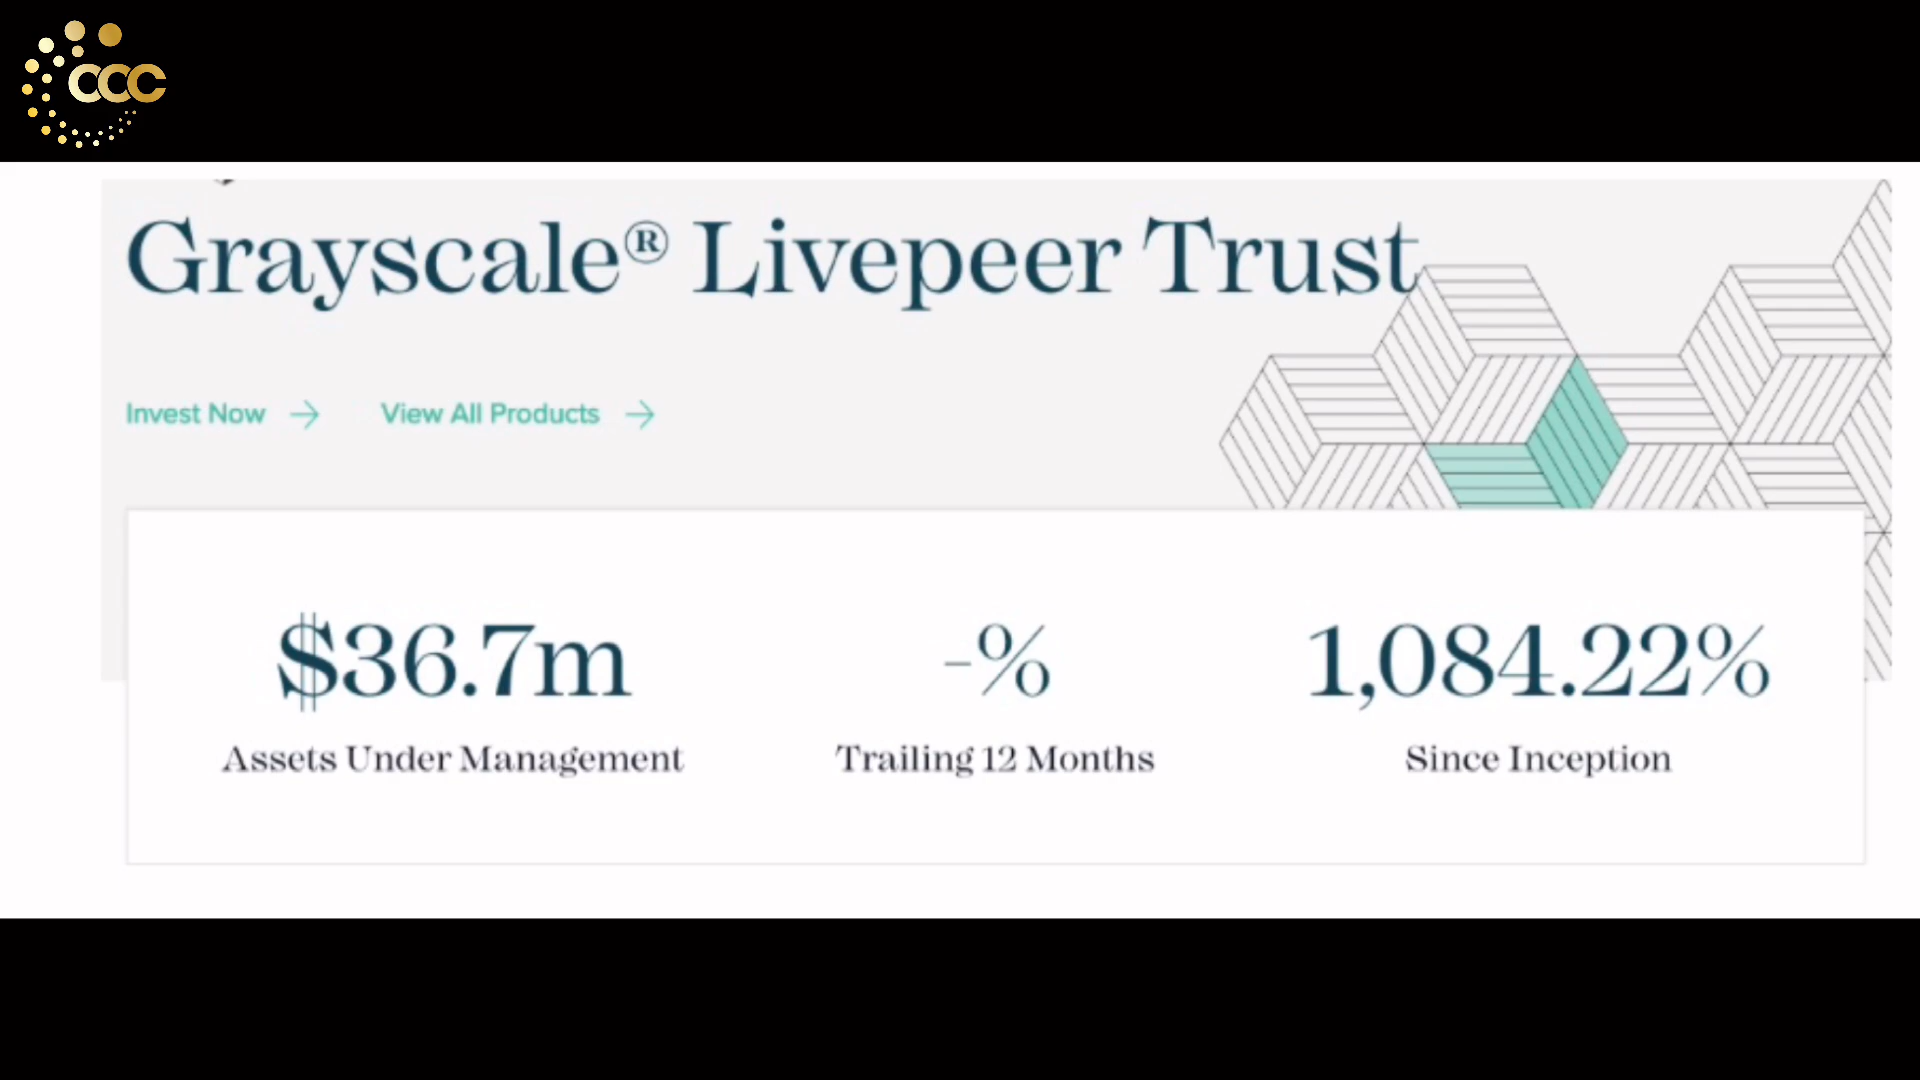 CCC
Grayscale® Livepeer Trust
Invest Now → View All Products →
$36.7m -% 1,084.22%
Assets Under Management Trailing 12 Months Since Inception